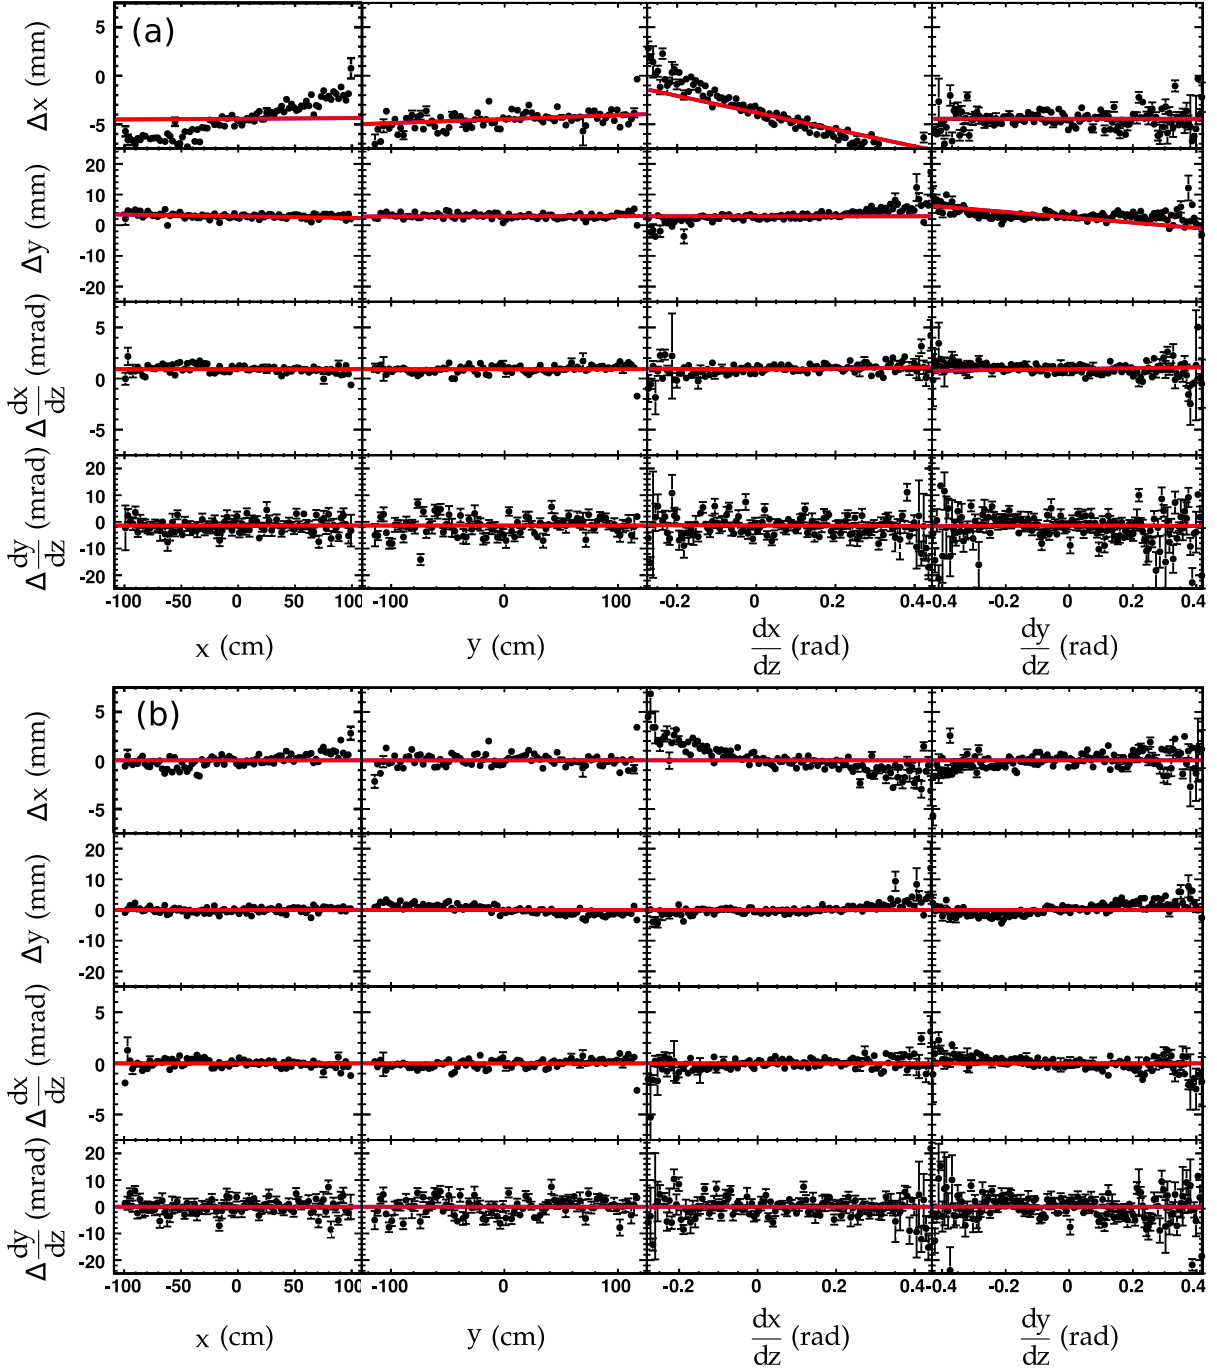 (a)
Δx (mm)
5
0
-5
Δy (mm)
20
10
0
-10
-20
Δ dx/dz (mrad)
5
0
-5
Δ dy/dz (mrad)
20
10
0
-10
-20
-100 -50 0 50 100
-100 0 100
-0.2 0 0.2 0.4
-0.4 -0.2 0 0.2 0.4
x (cm)
y (cm)
dx/dz (rad)
dy/dz (rad)
(b)
Δx (mm)
5
0
-5
Δy (mm)
20
10
0
-10
-20
Δ dx/dz (mrad)
5
0
-5
Δ dy/dz (mrad)
20
10
0
-10
-20
-100 -50 0 50 100
-100 0 100
-0.2 0 0.2 0.4
-0.4 -0.2 0 0.2 0.4
x (cm)
y (cm)
dx/dz (rad)
dy/dz (rad)